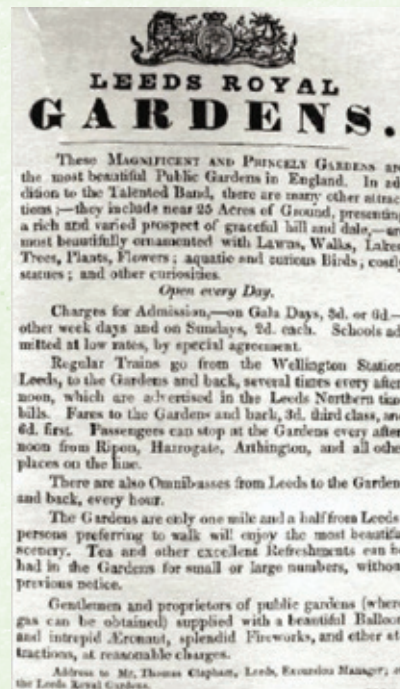 LEEDS ROYAL
GARDENS.
These MAGNIFICENT AND PRINCELY GARDENS are
the most beautiful Public Gardens in England. In ad
dition to the Talented Band, there are many other attrac
tions;—they include near 25 Acres of Ground, presenting
a rich and varied prospect of graceful hill and dale,—are
most beautifully ornamented with Lawns, Walks, Lakes
Trees, Plants, Flowers; aquatic and curious Birds; costly
statues; and other curiosities.
Open every Day.
Charges for Admission,—on Gala Days, 3d. or 6d.—
other week days and on Sundays, 2d. each. Schools ad
mitted at low rates, by special agreement.
Regular Trains go from the Wellington Station
Leeds, to the Gardens and back, several times every after
noon, which are advertised in the Leeds Northern time
bills. Fares to the Gardens and back, 3d. third class, and
6d. first. Passengers can stop at the Gardens every after
noon from Ripon, Harrogate, Arthington, and all othe
places on the line.
There are also Omnibusses from Leeds to the Garden
and back, every hour.
The Gardens are only one mile and a half from Leeds
persons preferring to walk will enjoy the most beautifu
scenery. Tea and other excellent Refreshments can be
had in the Gardens for small or large numbers, withou
previous notice.
Gentlemen and proprietors of public gardens (where
gas can be obtained) supplied with a beautiful Balloon
and intrepid Æronaut, splendid Fireworks, and other at
tractions, at reasonable charges.
Address to Mr. Thomas Clapham, Leeds, Excursion Manager; or
the Leeds Royal Gardens.